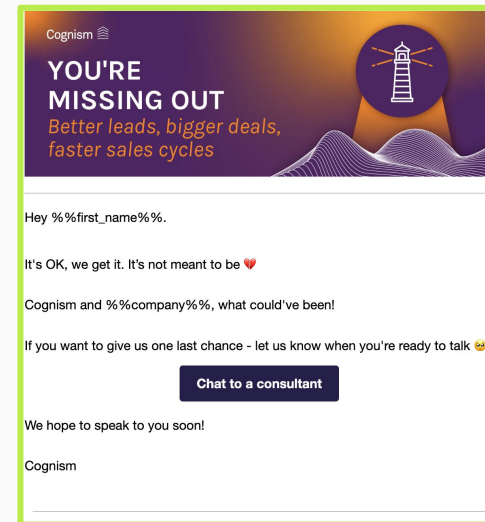 Cognism
YOU'RE
MISSING OUT
Better leads, bigger deals,
faster sales cycles
Hey %%first_name%%.
It's OK, we get it. It’s not meant to be 💔
Cognism and %%company%%, what could've been!
If you want to give us one last chance - let us know when you're ready to talk 🥺
Chat to a consultant
We hope to speak to you soon!
Cognism